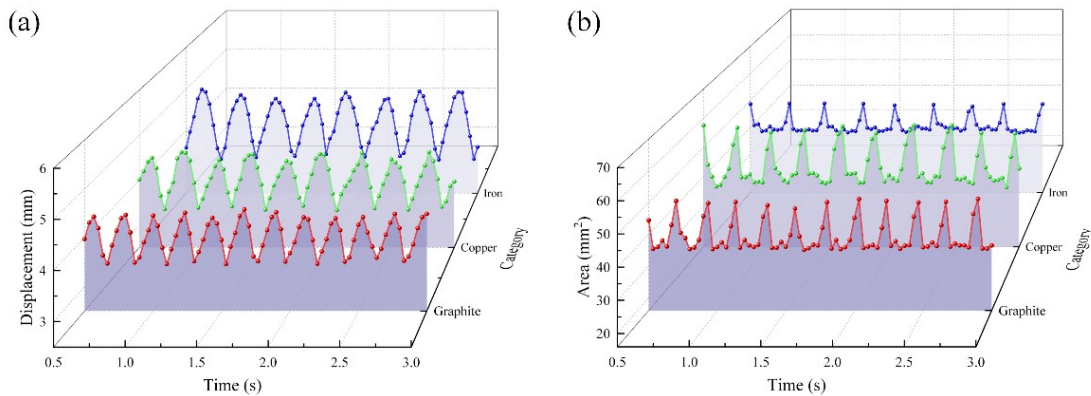 (a)
6
5
4
3
Displacement (mm)
0.5 1.0 1.5 2.0 2.5 3.0
Time (s)
Iron
Copper
Graphite
Category
(b)
70
60
50
40
30
20
Area (mm²)
0.5 1.0 1.5 2.0 2.5 3.0
Time (s)
Iron
Copper
Graphite
Category